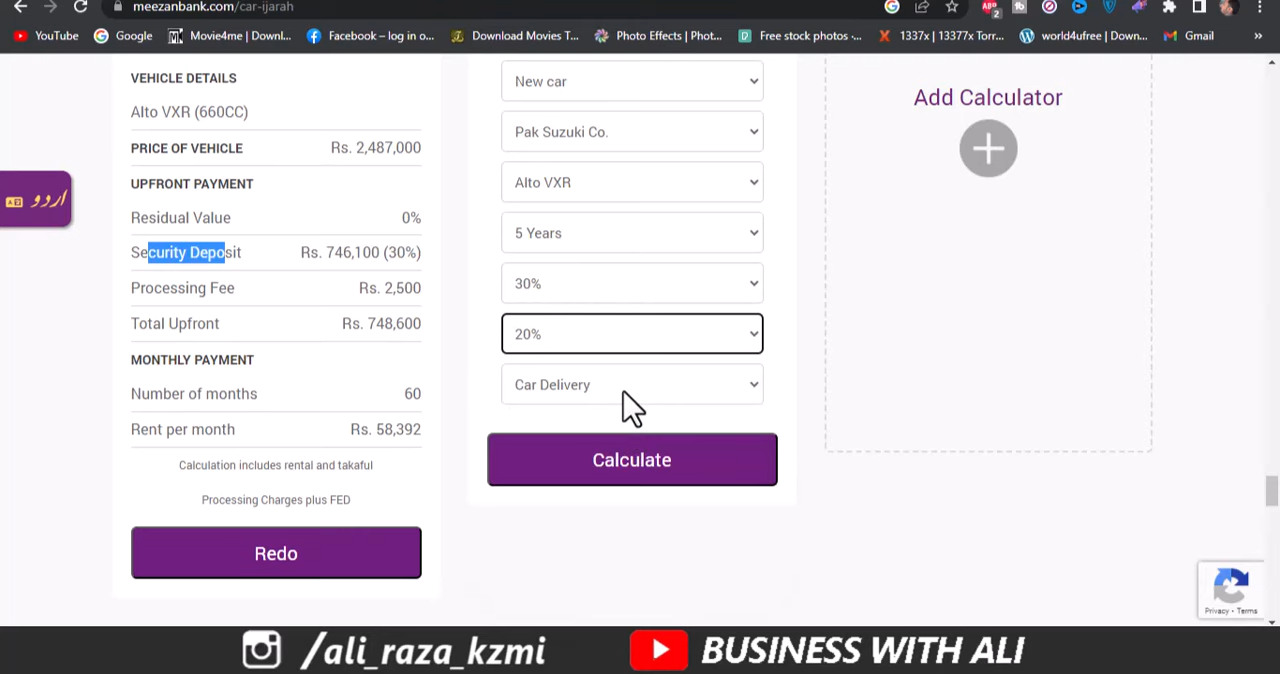 meezanbank.com/car-ijarah
YouTube
Google
Movie4me | Downl...
Facebook – log in o...
Download Movies T...
Photo Effects | Phot...
Free stock photos -...
1337x | 13377x Torr...
world4ufree | Down...
Gmail
»
VEHICLE DETAILS
Alto VXR (660CC)
PRICE OF VEHICLE Rs. 2,487,000
UPFRONT PAYMENT
Residual Value 0%
Security Deposit Rs. 746,100 (30%)
Processing Fee Rs. 2,500
Total Upfront Rs. 748,600
MONTHLY PAYMENT
Number of months 60
Rent per month Rs. 58,392
Calculation includes rental and takaful
Processing Charges plus FED
Redo
اردو
New car
Pak Suzuki Co.
Alto VXR
5 Years
30%
20%
Car Delivery
Calculate
Add Calculator
Privacy - Terms
/ali_raza_kzmi
BUSINESS WITH ALI